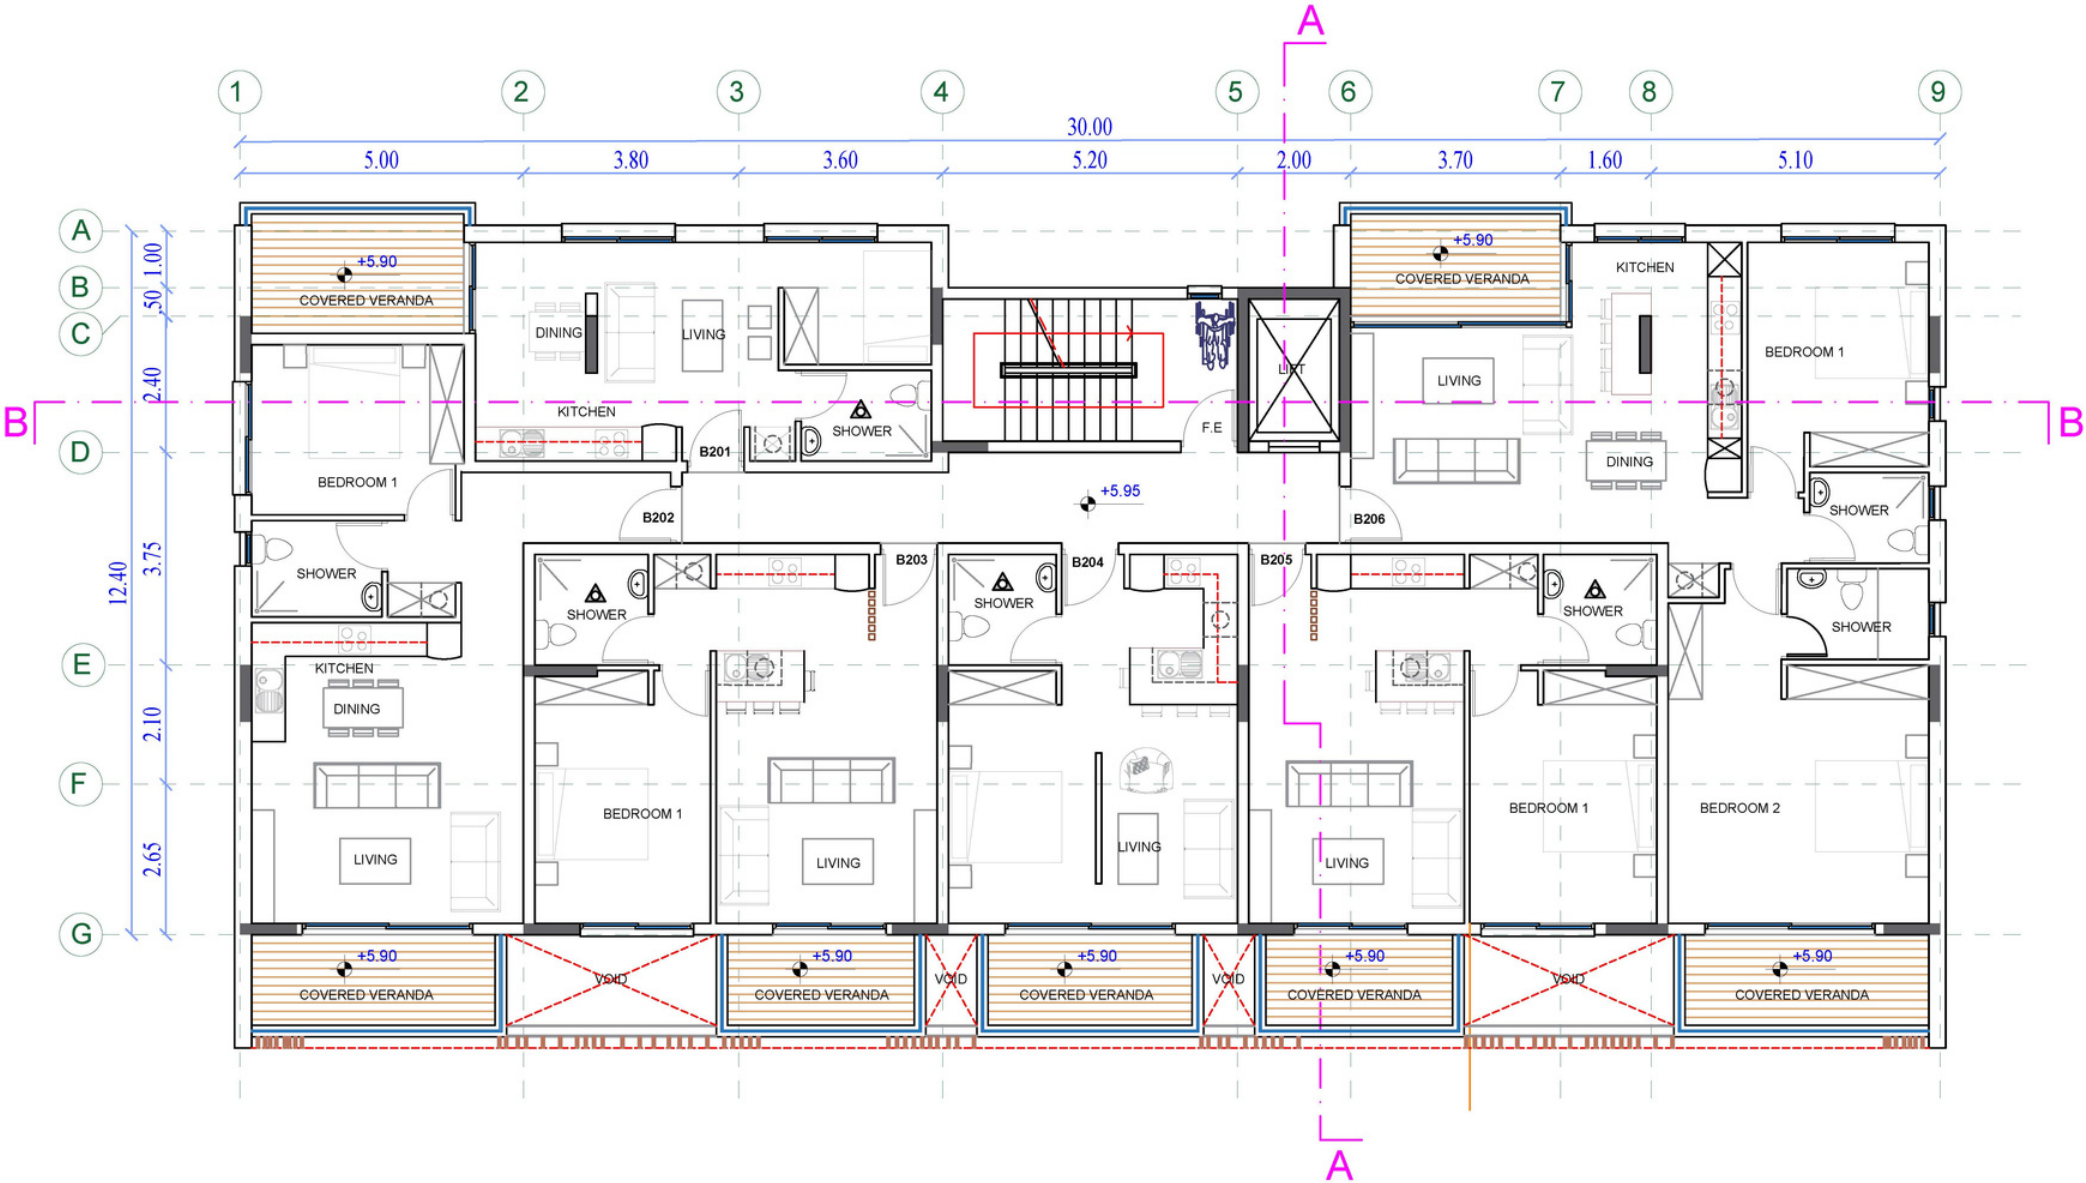 A
1 2 3 4 5 6 7 8 9
30.00
5.00 3.80 3.60 5.20 2.00 3.70 1.60 5.10
A
B
C
D
E
F
G
1.00
.50
2.40
3.75
2.10
2.65
12.40
B
B
+5.90
COVERED VERANDA
DINING
LIVING
KITCHEN
SHOWER
B201
BEDROOM 1
B202
SHOWER
KITCHEN
DINING
LIVING
F.E
LIFT
+5.95
+5.90
COVERED VERANDA
KITCHEN
LIVING
DINING
BEDROOM 1
SHOWER
B206
SHOWER
BEDROOM 2
SHOWER
B203
BEDROOM 1
LIVING
SHOWER
B204
LIVING
B205
SHOWER
LIVING
BEDROOM 1
+5.90
COVERED VERANDA
VOID
+5.90
COVERED VERANDA
VOID
+5.90
COVERED VERANDA
VOID
+5.90
COVERED VERANDA
VOID
+5.90
COVERED VERANDA
A